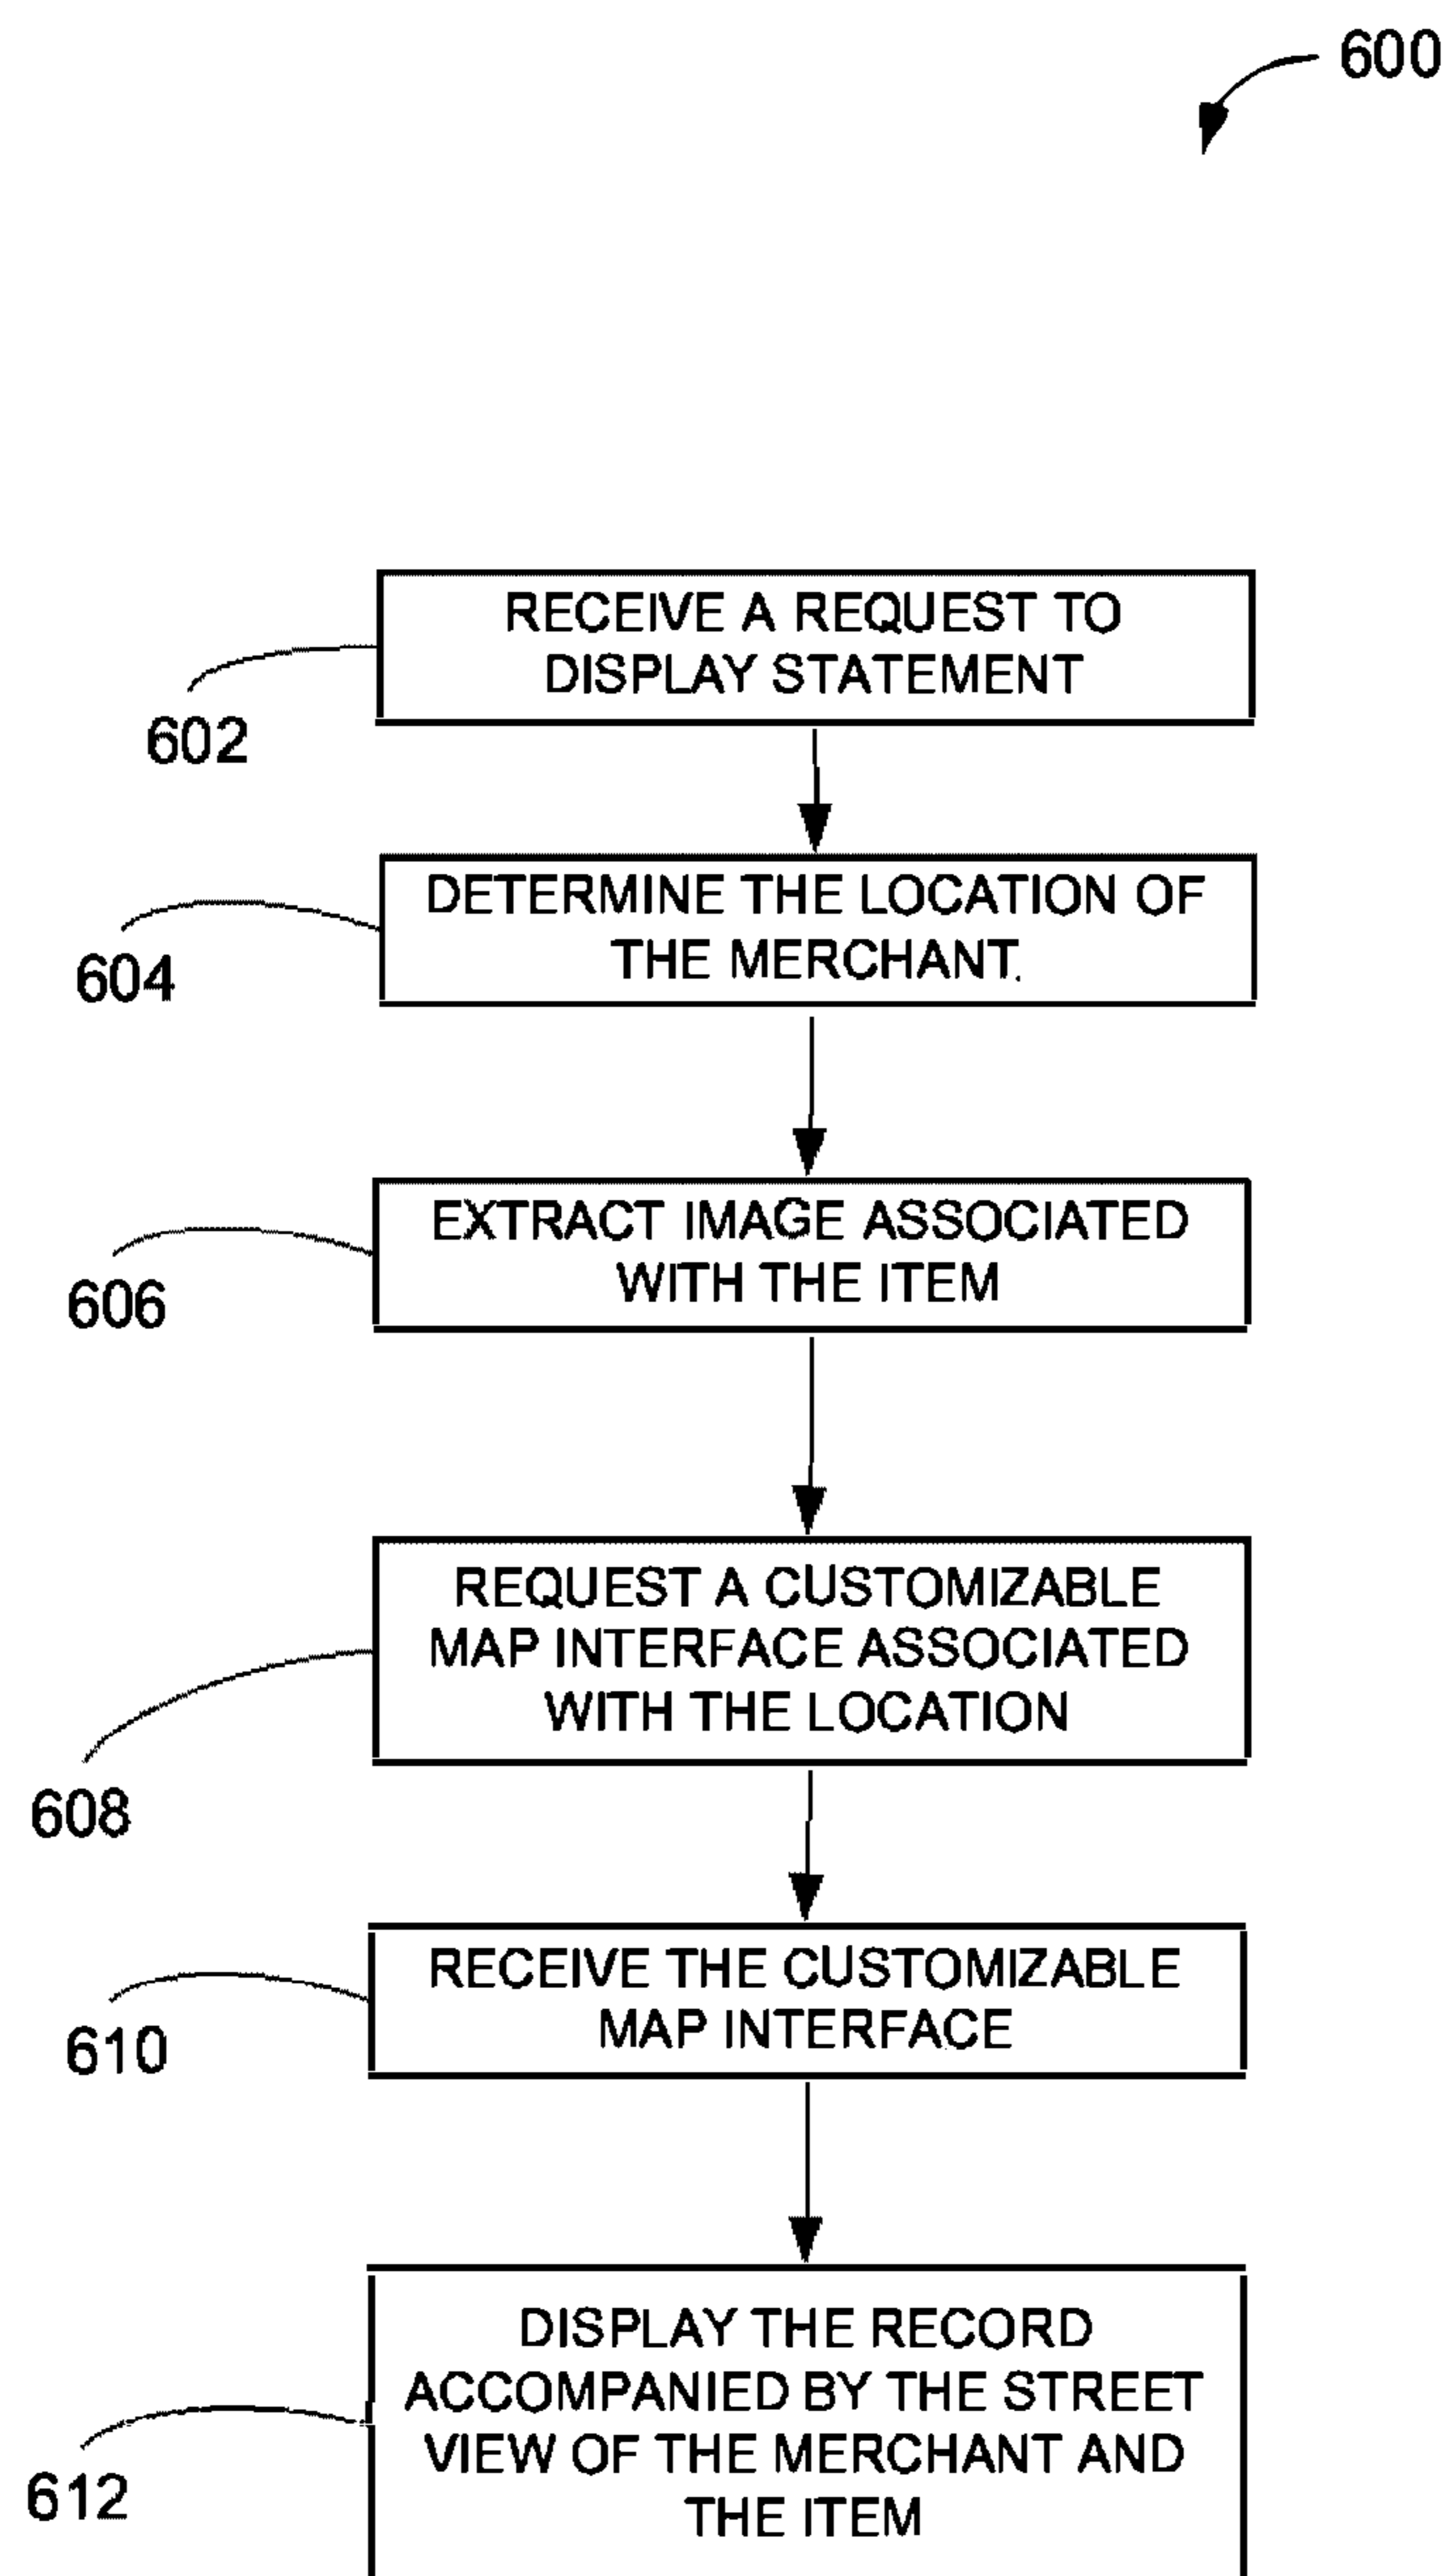 600
RECEIVE A REQUEST TO
DISPLAY STATEMENT
602
DETERMINE THE LOCATION OF
THE MERCHANT.
604
EXTRACT IMAGE ASSOCIATED
WITH THE ITEM
606
REQUEST A CUSTOMIZABLE
MAP INTERFACE ASSOCIATED
WITH THE LOCATION
608
RECEIVE THE CUSTOMIZABLE
MAP INTERFACE
610
DISPLAY THE RECORD
ACCOMPANIED BY THE STREET
VIEW OF THE MERCHANT AND
THE ITEM
612